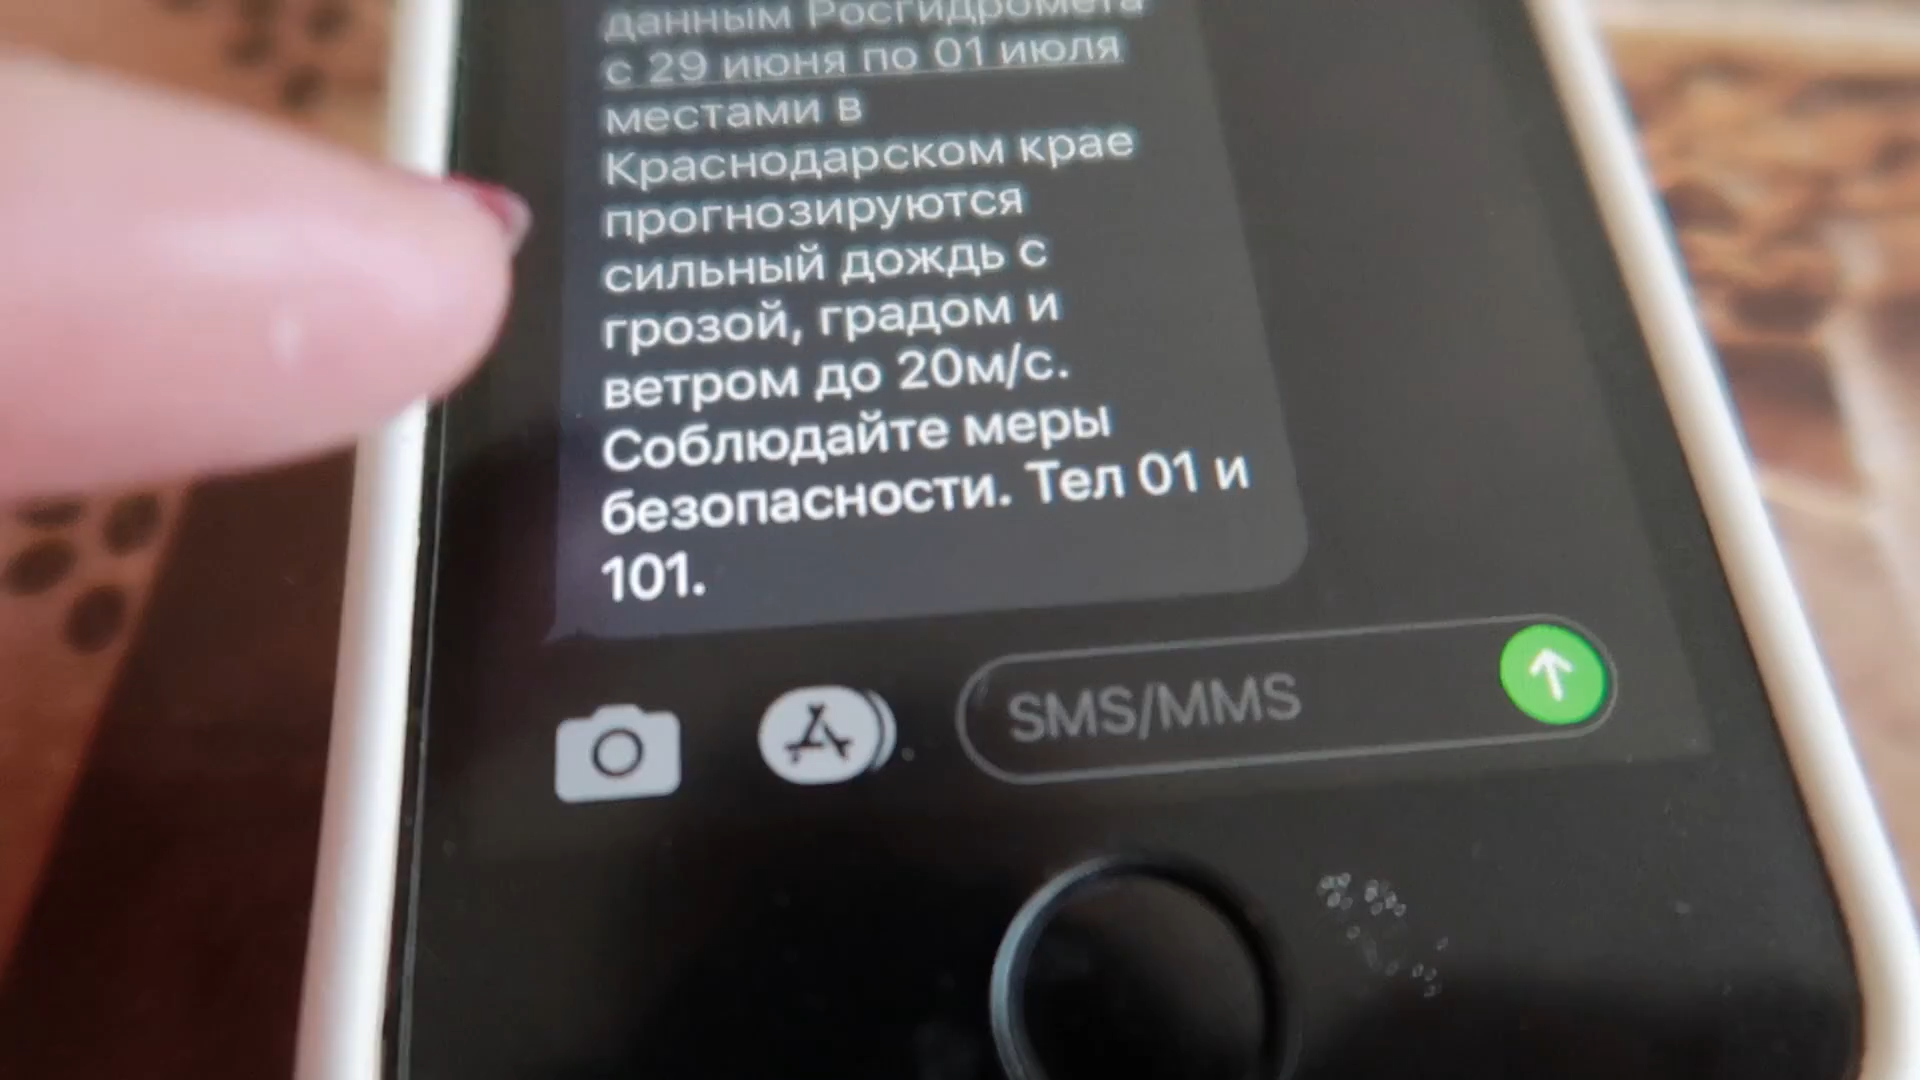 данным Росгидромета
с 29 июня по 01 июля
местами в
Краснодарском крае
прогнозируются
сильный дождь с
грозой, градом и
ветром до 20м/с.
Соблюдайте меры
безопасности. Тел 01 и
101.
SMS/MMS